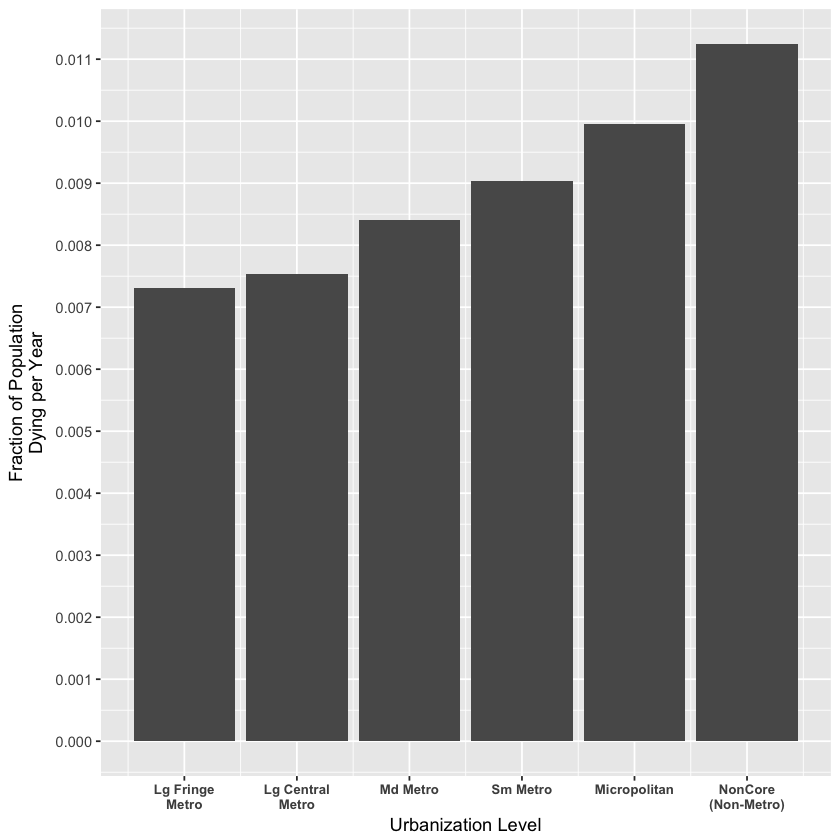 0.011
0.010
0.009
0.008
0.007
0.006
0.005
0.004
0.003
0.002
0.001
0.000
Fraction of Population
Dying per Year
Lg Fringe
Metro
Lg Central
Metro
Md Metro
Sm Metro
Micropolitan
NonCore
(Non-Metro)
Urbanization Level